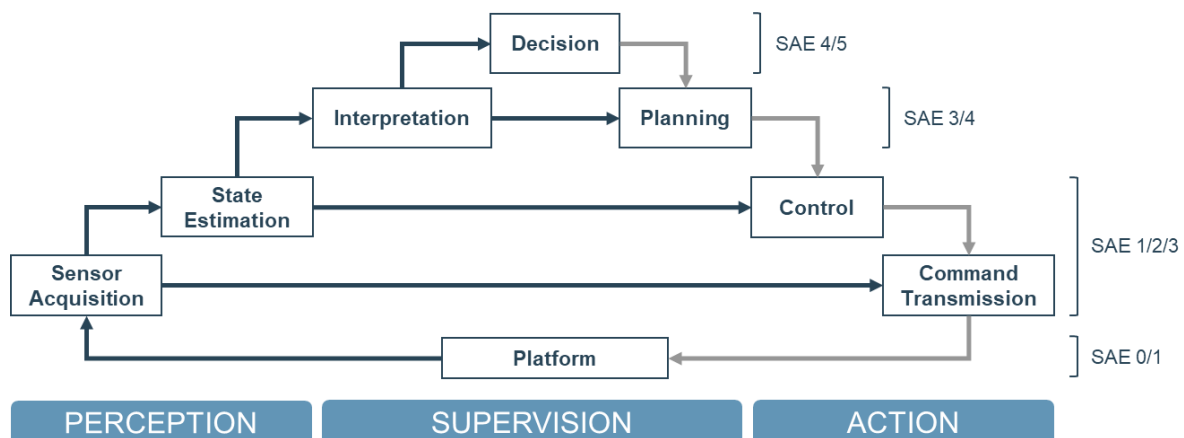 Decision
SAE 4/5
Interpretation
Planning
SAE 3/4
State
Estimation
Control
SAE 1/2/3
Sensor
Acquisition
Command
Transmission
Platform
SAE 0/1
PERCEPTION
SUPERVISION
ACTION